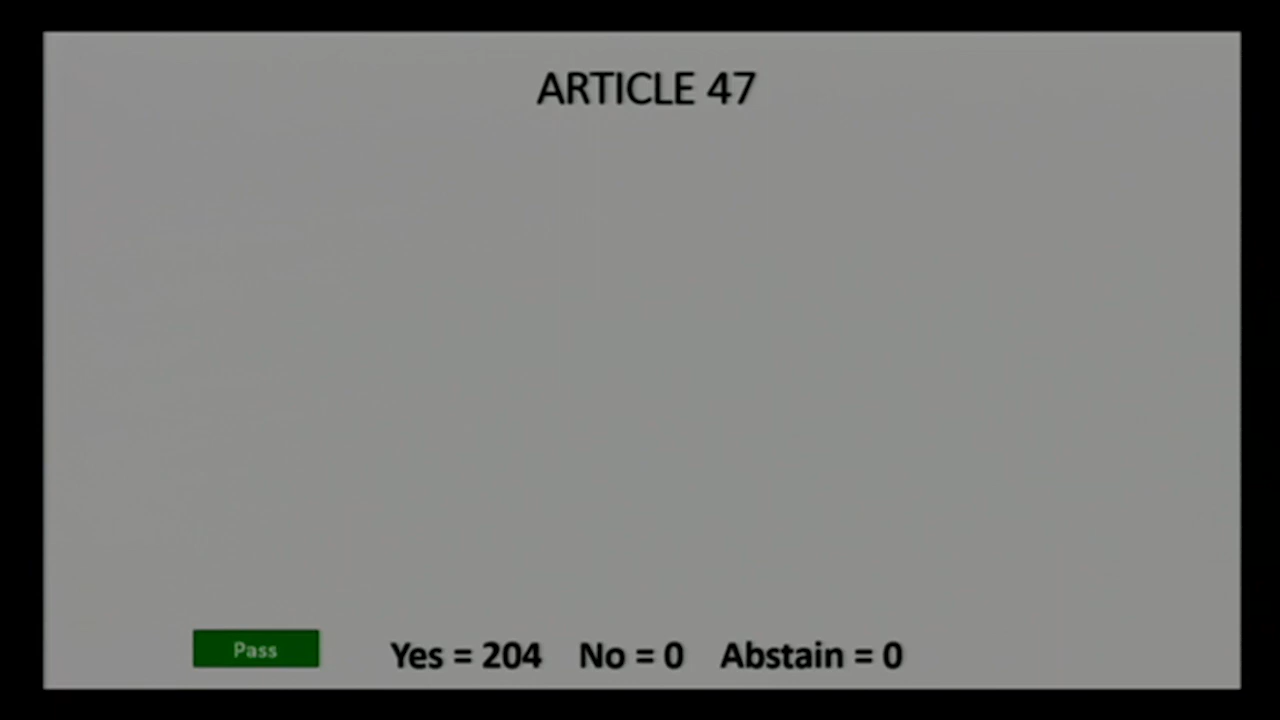 ARTICLE 47
Pass Yes = 204 No = 0 Abstain = 0